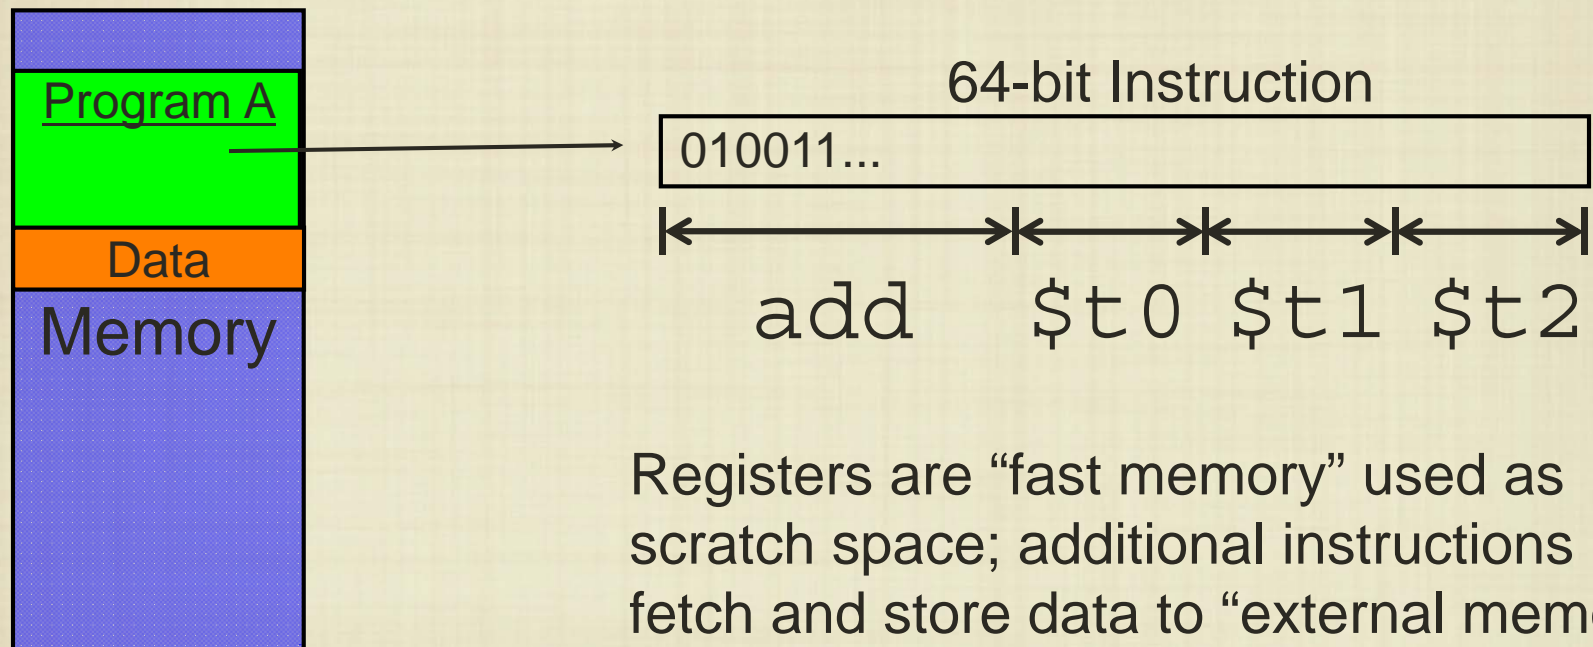 Program A
Data
Memory
64-bit Instruction
010011...
add $t0 $t1 $t2
Registers are “fast memory” used as
scratch space; additional instructions
fetch and store data to “external